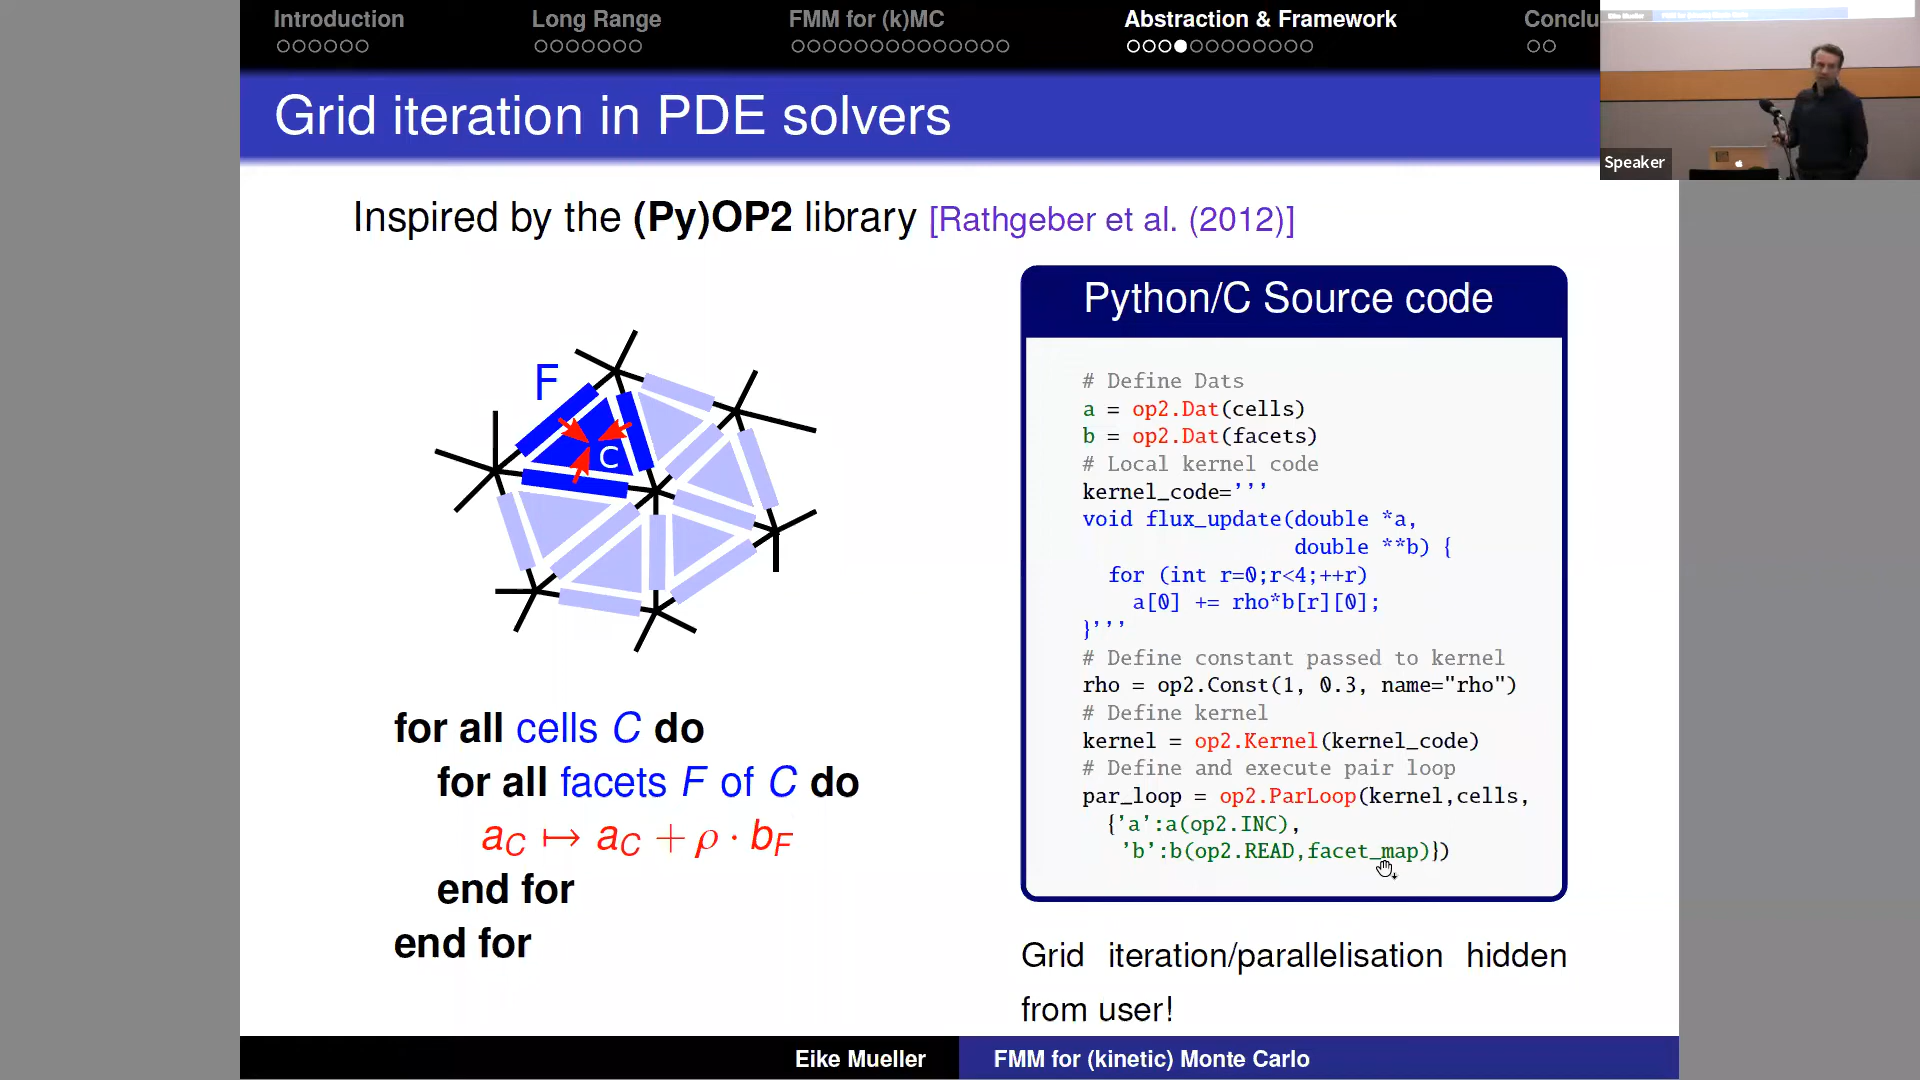 Introduction
Long Range
FMM for (k)MC
Abstraction & Framework
Conclu
Grid iteration in PDE solvers
Speaker
Inspired by the (Py)OP2 library [Rathgeber et al. (2012)]
F
C
for all cells C do
for all facets F of C do
a_C ↦ a_C + ρ · b_F
end for
end for
Python/C Source code
# Define Dats
a = op2.Dat(cells)
b = op2.Dat(facets)
# Local kernel code
kernel_code='''
void flux_update(double *a,
double **b) {
for (int r=0;r<4;++r)
a[0] += rho*b[r][0];
}'''
# Define constant passed to kernel
rho = op2.Const(1, 0.3, name="rho")
# Define kernel
kernel = op2.Kernel(kernel_code)
# Define and execute pair loop
par_loop = op2.ParLoop(kernel,cells,
{'a':a(op2.INC),
'b':b(op2.READ,facet_map)})
Grid iteration/parallelisation hidden
from user!
Eike Mueller
FMM for (kinetic) Monte Carlo